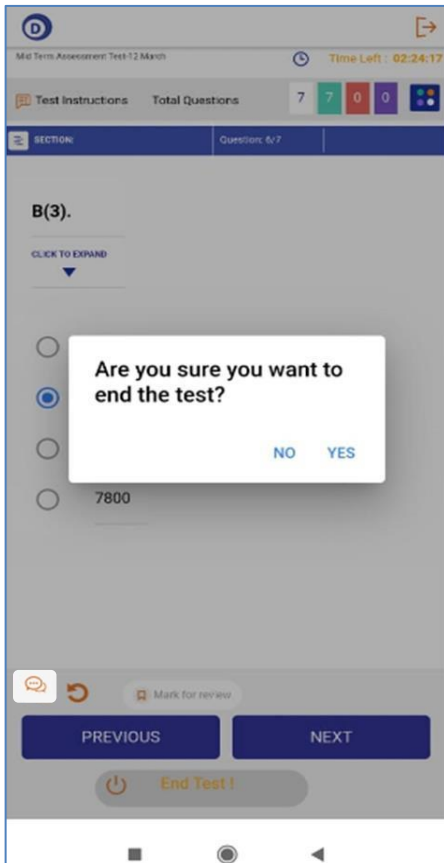 D
Mid Term Assessment Test-12 March
Time Left : 02:24:17
Test Instructions Total Questions 7 7 0 0
SECTION: Question: 6/7
B(3).
CLICK TO EXPAND
Are you sure you want to
end the test?
NO YES
7800
Mark for review
PREVIOUS NEXT
End Test !